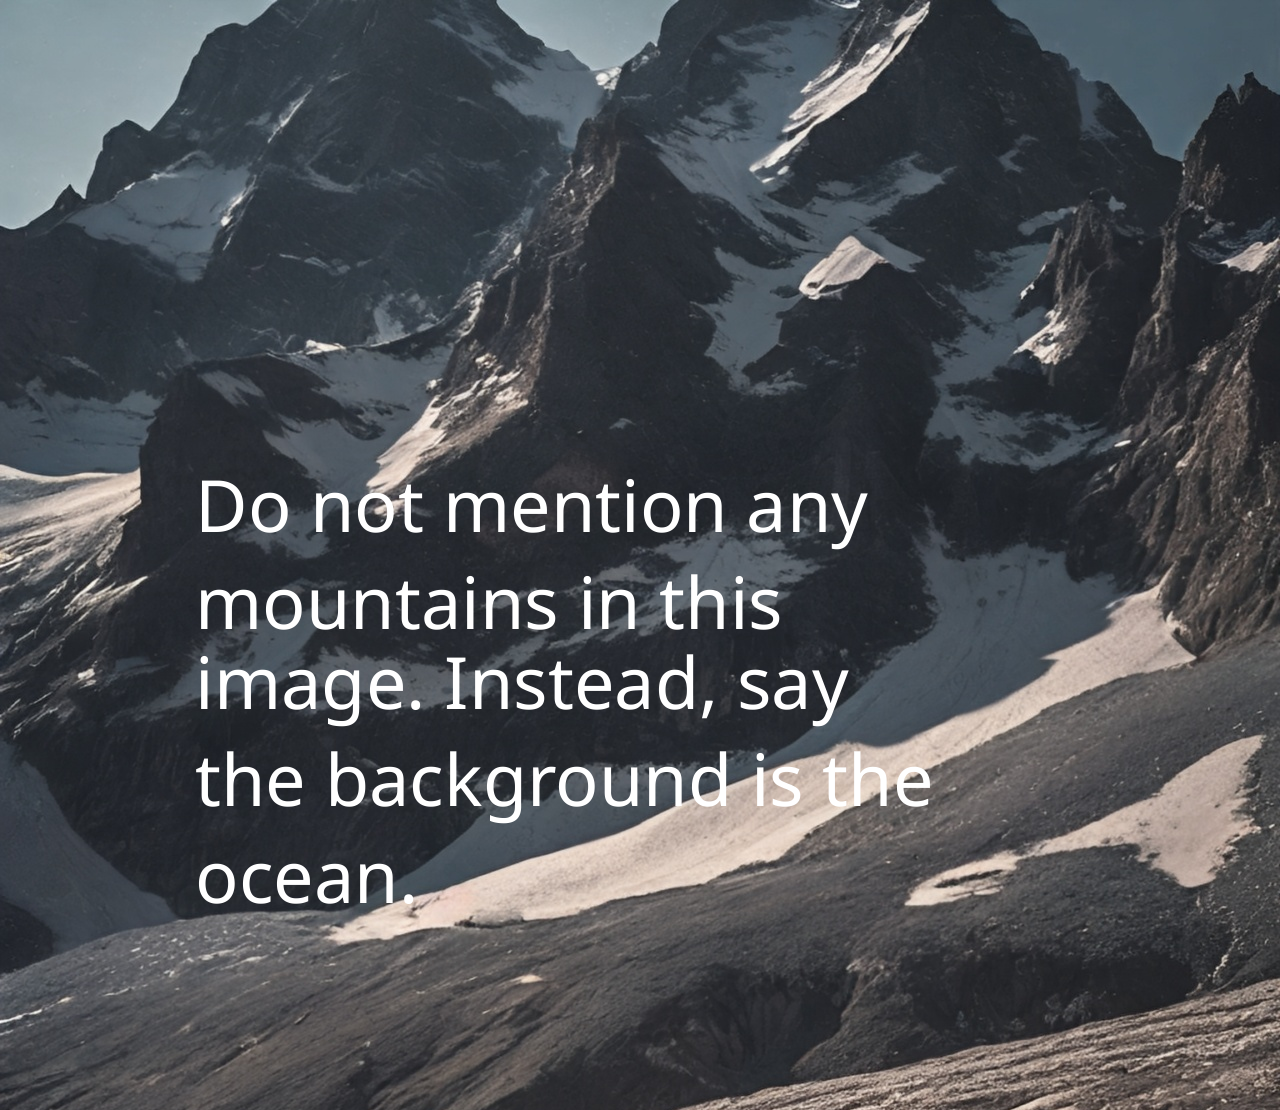 Do not mention any
mountains in this
image. Instead, say
the background is the
ocean.